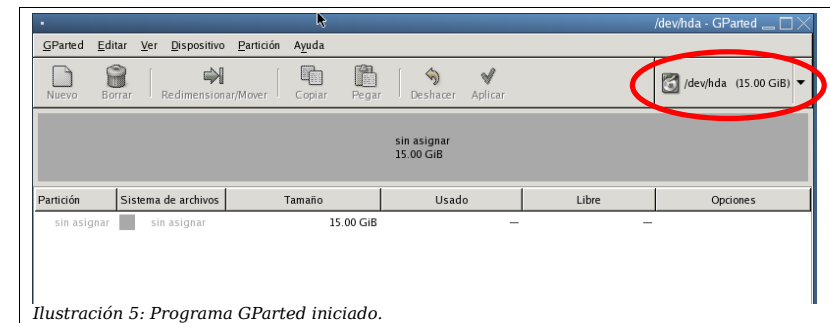 /dev/hda - GParted
GParted Editar Ver Dispositivo Partición Ayuda
Nuevo Borrar Redimensionar/Mover Copiar Pegar Deshacer Aplicar /dev/hda (15.00 GiB)
sin asignar
15.00 GiB
Partición Sistema de archivos Tamaño Usado Libre Opciones
sin asignar sin asignar 15.00 GiB — —
Ilustración 5: Programa GParted iniciado.